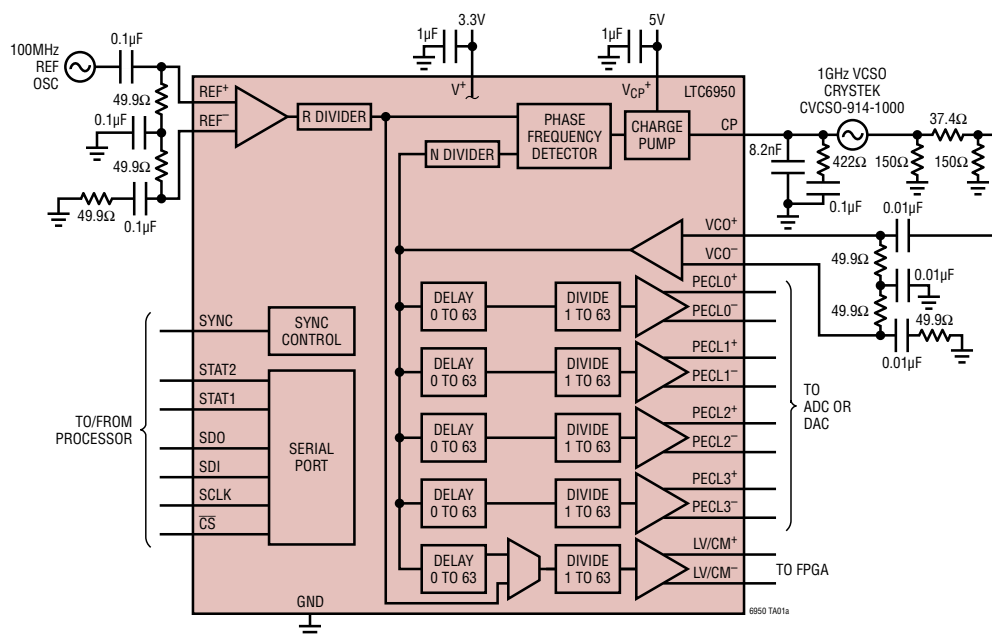 3.3V
5V
1µF
1µF
0.1µF
100MHz
REF
OSC
49.9Ω
0.1µF
49.9Ω
49.9Ω
0.1µF
REF+
REF–
V+
VCP+
LTC6950
R DIVIDER
N DIVIDER
PHASE
FREQUENCY
DETECTOR
CHARGE
PUMP
CP
1GHz VCSO
CRYSTEK
CVCSO-914-1000
8.2nF
422Ω
0.1µF
150Ω
37.4Ω
150Ω
VCO+
VCO–
0.01µF
49.9Ω
0.01µF
49.9Ω
49.9Ω
0.01µF
SYNC
SYNC
CONTROL
TO/FROM
PROCESSOR
STAT2
STAT1
SDO
SDI
SCLK
CS
SERIAL
PORT
DELAY
0 TO 63
DIVIDE
1 TO 63
PECL0+
PECL0–
DELAY
0 TO 63
DIVIDE
1 TO 63
PECL1+
PECL1–
DELAY
0 TO 63
DIVIDE
1 TO 63
PECL2+
PECL2–
DELAY
0 TO 63
DIVIDE
1 TO 63
PECL3+
PECL3–
TO
ADC OR
DAC
DELAY
0 TO 63
DIVIDE
1 TO 63
LV/CM+
LV/CM–
TO FPGA
GND
6950 TA01a